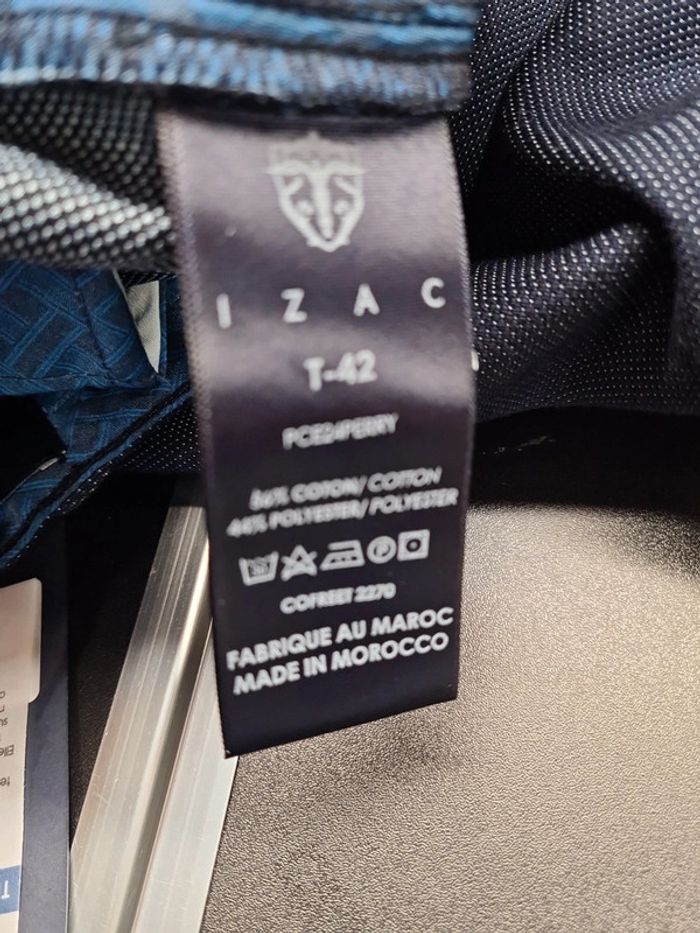 IZAC
T-42
PCE24PERRY
56% COTON/ COTTON
44% POLYESTER/ POLYESTER
COFREET 2270
FABRIQUE AU MAROC
MADE IN MOROCCO